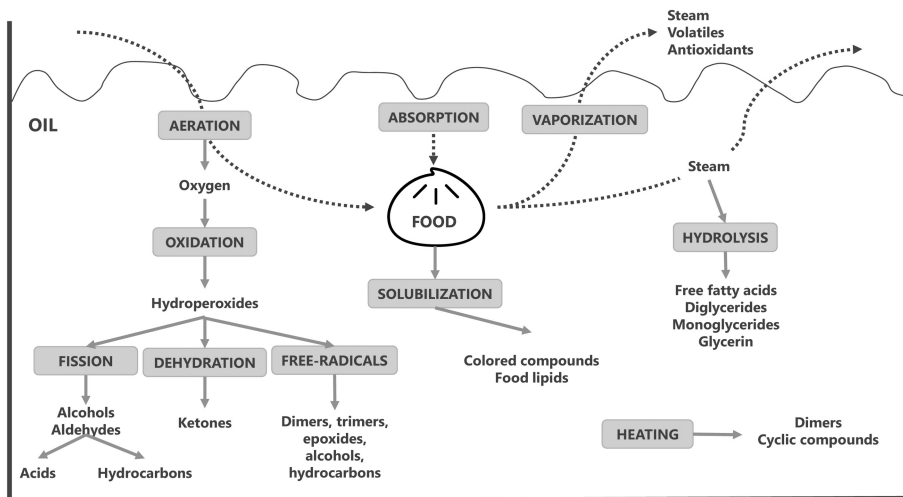 Steam
Volatiles
Antioxidants
OIL
AERATION
ABSORPTION
VAPORIZATION
Oxygen
Steam
FOOD
OXIDATION
HYDROLYSIS
Hydroperoxides
SOLUBILIZATION
Free fatty acids
Diglycerides
Monoglycerides
Glycerin
FISSION
DEHYDRATION
FREE-RADICALS
Colored compounds
Food lipids
Alcohols
Aldehydes
Ketones
Dimers, trimers,
epoxides,
alcohols,
hydrocarbons
HEATING
Dimers
Cyclic compounds
Acids
Hydrocarbons